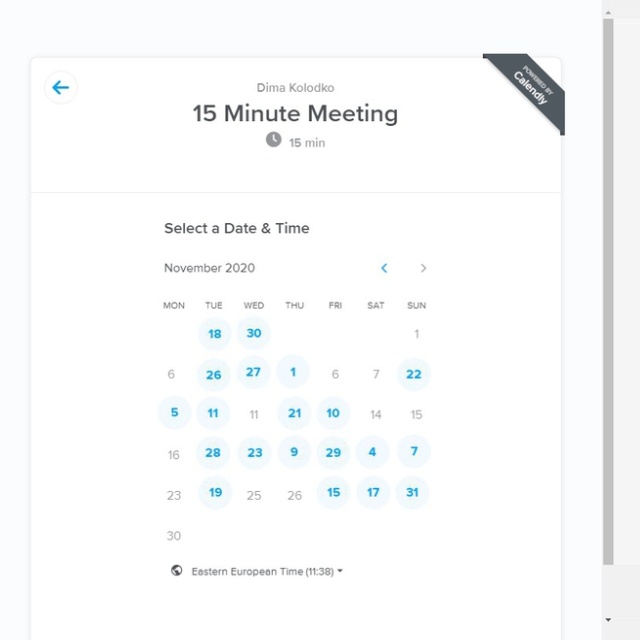 Dima Kolodko
15 Minute Meeting
15 min
POWERED BY
Calendly
Select a Date & Time
November 2020
MON TUE WED THU FRI SAT SUN
18 30 1
6 26 27 1 6 7 22
5 11 11 21 10 14 15
16 28 23 9 29 4 7
23 19 25 26 15 17 31
30
Eastern European Time (11:38)